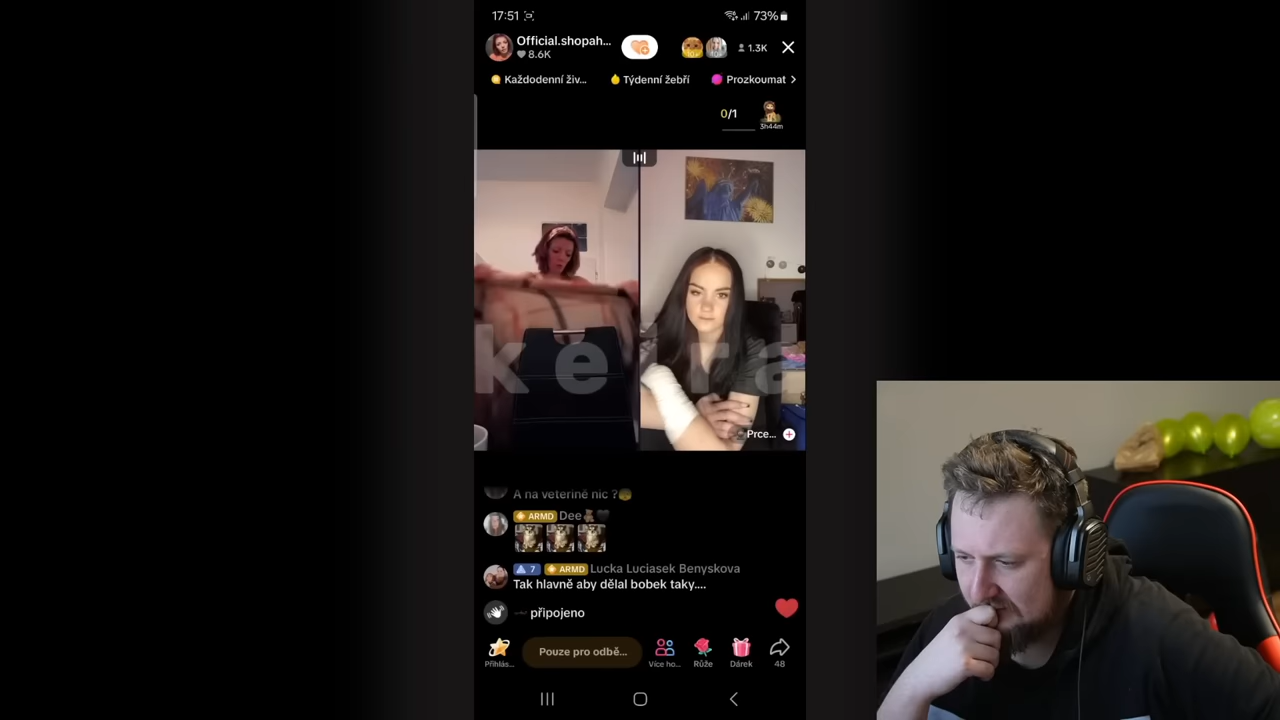 17:51
73%
Official.shopah...
8.6K
1.3K
Každodenní živ...
Týdenní žebří
Prozkoumat
0/1
3h44m
keira
Prce...
A na veterině nic ?
ARMD Dee
7 ARMD Lucka Luciasek Benyskova
Tak hlavně aby dělal bobek taky....
připojeno
Přihlás...
Pouze pro odbě...
Více ho...
Růže
Dárek
48